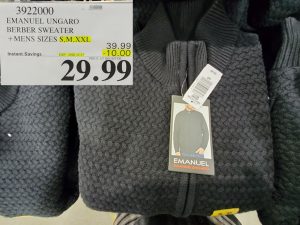 3922000
EMANUEL UNGARO
BERBER SWEATER
+MENS SIZES S,M,XXL
39.99
Instant Savings
-10.00
29.99
EMANUEL